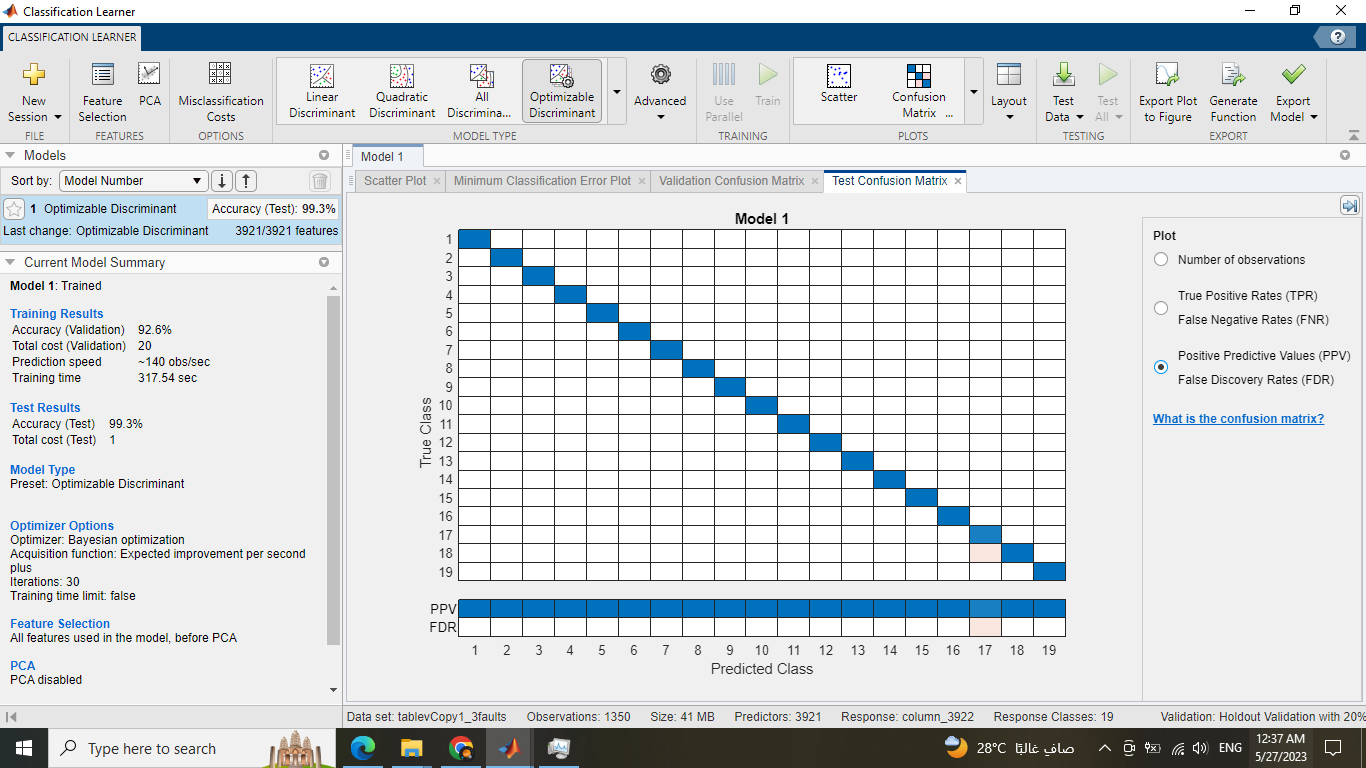 Classification Learner
CLASSIFICATION LEARNER
?
New Session
Feature Selection
PCA
Misclassification Costs
Linear Discriminant
Quadratic Discriminant
All Discrimina...
Optimizable Discriminant
Advanced
Use Parallel
Train
Scatter
Confusion Matrix ...
Layout
Test Data
Test All
Export Plot to Figure
Generate Function
Export Model
FILE
FEATURES
OPTIONS
MODEL TYPE
TRAINING
PLOTS
TESTING
EXPORT
Models
Sort by: Model Number
1 Optimizable Discriminant Accuracy (Test): 99.3%
Last change: Optimizable Discriminant 3921/3921 features
Current Model Summary
Model 1: Trained
Training Results
Accuracy (Validation) 92.6%
Total cost (Validation) 20
Prediction speed ~140 obs/sec
Training time 317.54 sec
Test Results
Accuracy (Test) 99.3%
Total cost (Test) 1
Model Type
Preset: Optimizable Discriminant
Optimizer Options
Optimizer: Bayesian optimization
Acquisition function: Expected improvement per second
plus
Iterations: 30
Training time limit: false
Feature Selection
All features used in the model, before PCA
PCA
PCA disabled
Model 1
Scatter Plot
Minimum Classification Error Plot
Validation Confusion Matrix
Test Confusion Matrix
Model 1
True Class
1
2
3
4
5
6
7
8
9
10
11
12
13
14
15
16
17
18
19
PPV
FDR
1 2 3 4 5 6 7 8 9 10 11 12 13 14 15 16 17 18 19
Predicted Class
Plot
Number of observations
True Positive Rates (TPR)
False Negative Rates (FNR)
Positive Predictive Values (PPV)
False Discovery Rates (FDR)
What is the confusion matrix?
Data set: tablevCopy1_3faults Observations: 1350 Size: 41 MB Predictors: 3921 Response: column_3922 Response Classes: 19 Validation: Holdout Validation with 20%
Type here to search
28°C صافٍ غالبًا
ENG
12:37 AM
5/27/2023